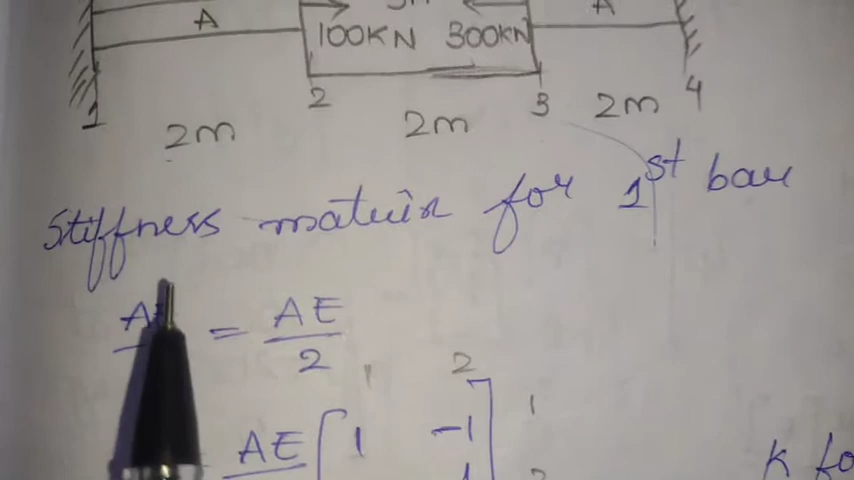 A 100KN 300KN A
1 2 3 4
2m 2m 2m
Stiffness matrix for 1st bar
= AE
2
1 2
AE [1 -1] 1
K fo